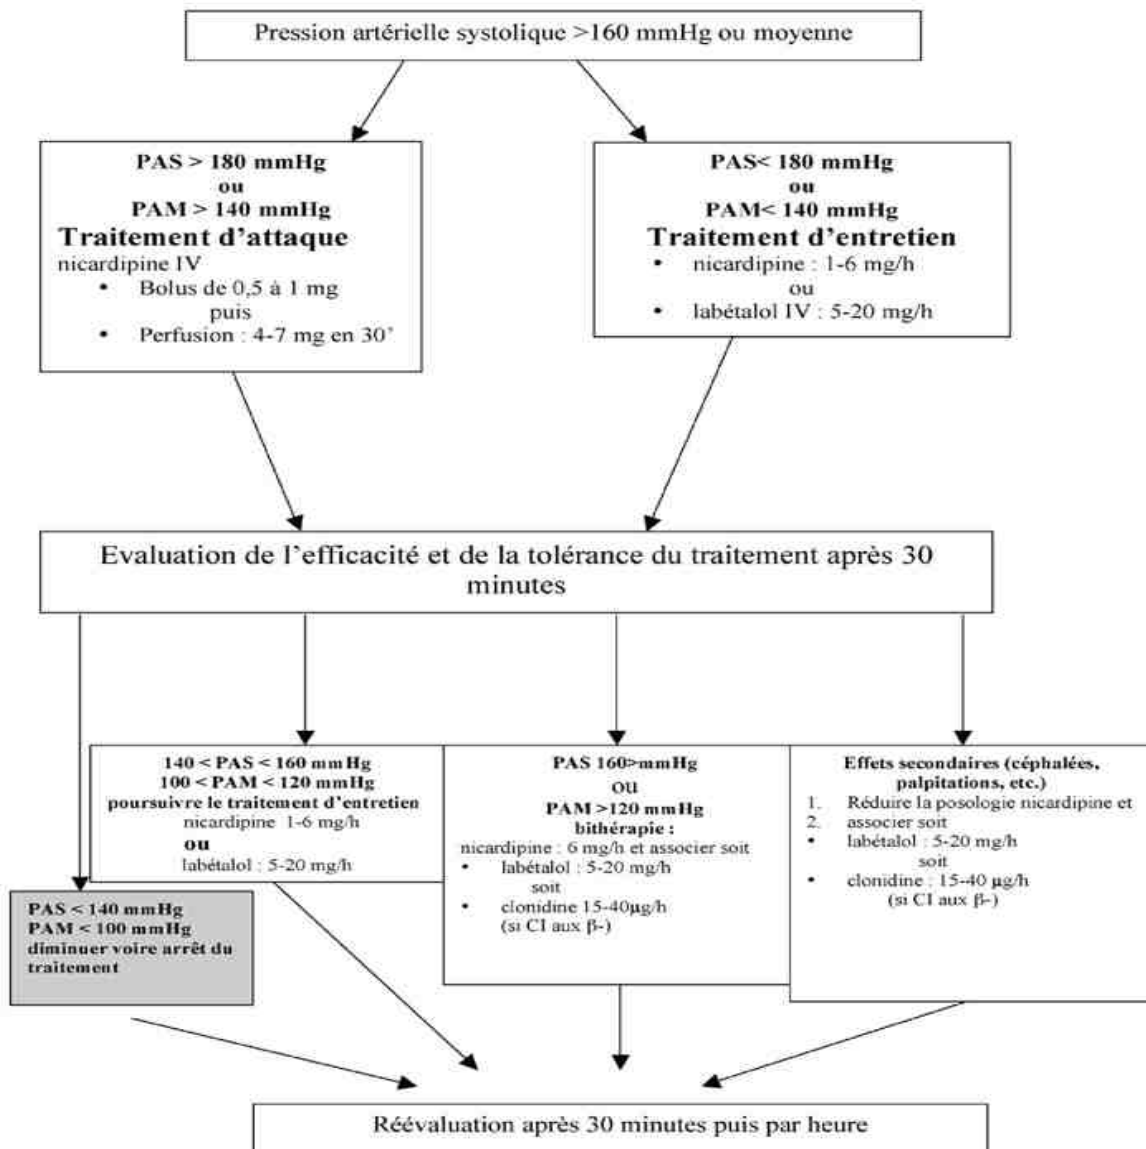 Pression artérielle systolique >160 mmHg ou moyenne
PAS > 180 mmHg
ou
PAM > 140 mmHg
Traitement d'attaque
nicardipine IV
• Bolus de 0,5 à 1 mg
puis
• Perfusion : 4-7 mg en 30'
PAS< 180 mmHg
ou
PAM< 140 mmHg
Traitement d'entretien
• nicardipine : 1-6 mg/h
ou
• labétalol IV : 5-20 mg/h
Evaluation de l'efficacité et de la tolérance du traitement après 30
minutes
PAS < 140 mmHg
PAM < 100 mmHg
diminuer voire arrêt du
traitement
140 < PAS < 160 mmHg
100 < PAM < 120 mmHg
poursuivre le traitement d'entretien
nicardipine 1-6 mg/h
ou
labétalol : 5-20 mg/h
PAS 160>mmHg
ou
PAM >120 mmHg
bithérapie :
nicardipine : 6 mg/h et associer soit
• labétalol : 5-20 mg/h
soit
• clonidine 15-40µg/h
(si CI aux β-)
Effets secondaires (céphalées,
palpitations, etc.)
1. Réduire la posologie nicardipine et
2. associer soit
• labétalol : 5-20 mg/h
soit
• clonidine : 15-40 µg/h
(si CI aux β-)
Réévaluation après 30 minutes puis par heure